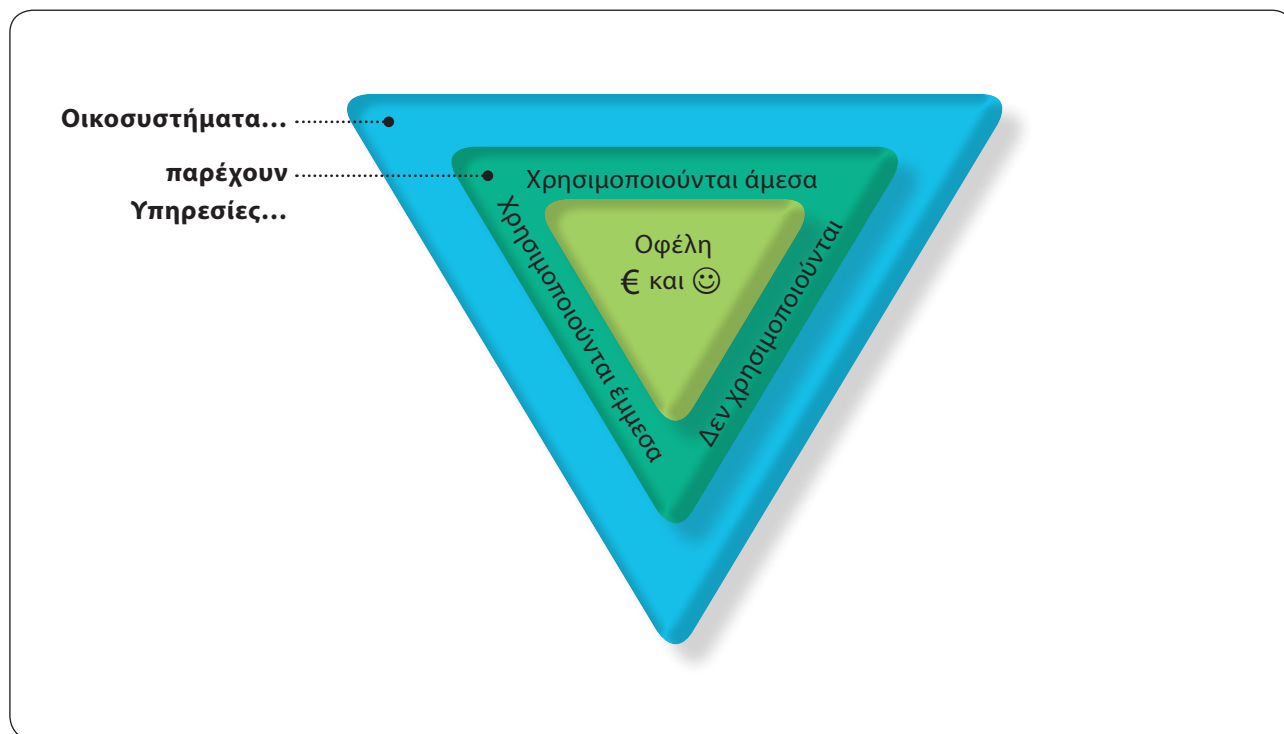 Οικοσυστήματα...
παρέχουν
Υπηρεσίες...
Χρησιμοποιούνται άμεσα
Χρησιμοποιούνται έμμεσα
Δεν χρησιμοποιούνται
Οφέλη
€ και ☺